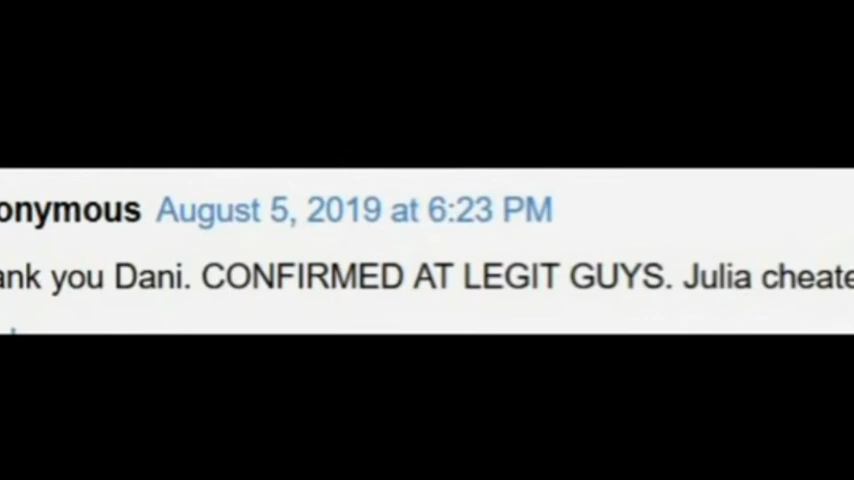 onymous August 5, 2019 at 6:23 PM
ank you Dani. CONFIRMED AT LEGIT GUYS. Julia cheate